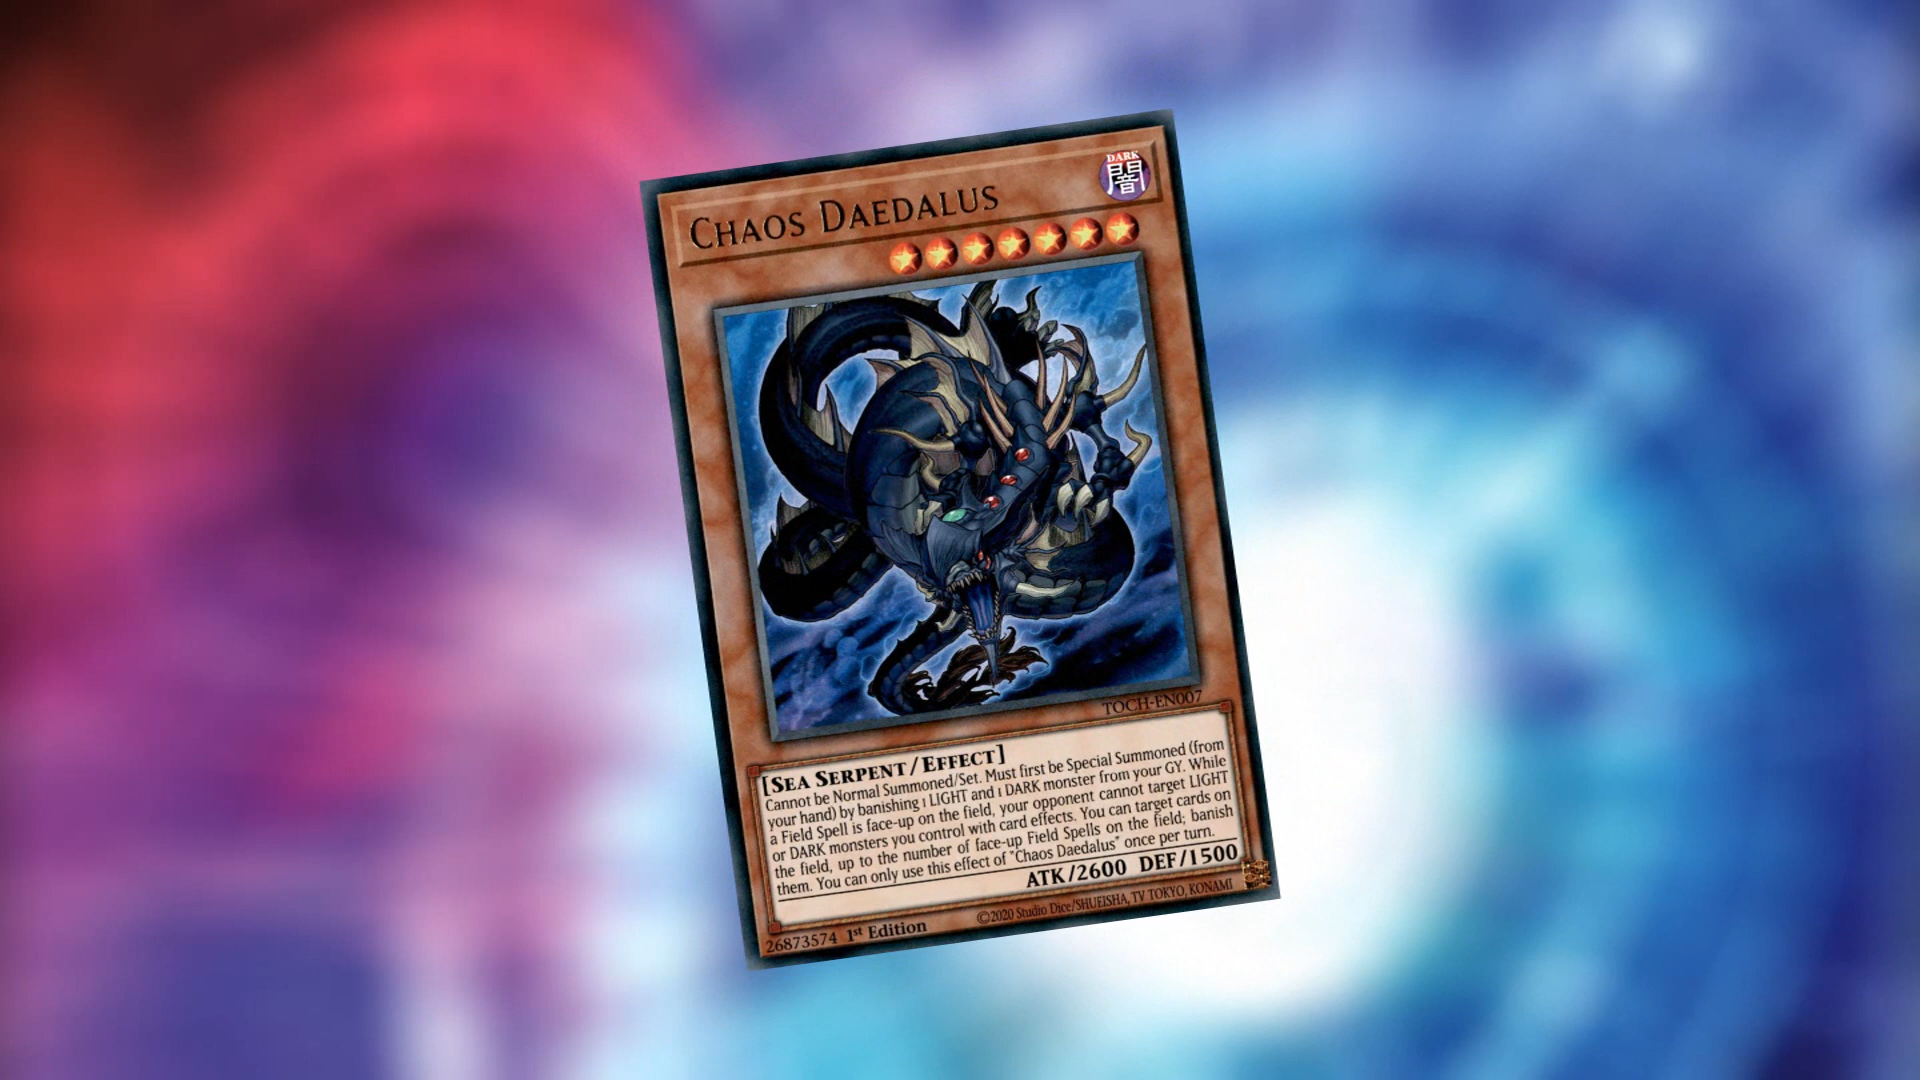 DARK
闇
CHAOS DAEDALUS
TOCH-EN007
[SEA SERPENT/EFFECT]
Cannot be Normal Summoned/Set. Must first be Special Summoned (from
your hand) by banishing 1 LIGHT and 1 DARK monster from your GY. While
a Field Spell is face-up on the field, your opponent cannot target LIGHT
or DARK monsters you control with card effects. You can target cards on
the field, up to the number of face-up Field Spells on the field; banish
them. You can only use this effect of "Chaos Daedalus" once per turn.
ATK/2600 DEF/1500
26873574 1st Edition
©2020 Studio Dice/SHUEISHA, TV TOKYO, KONAMI